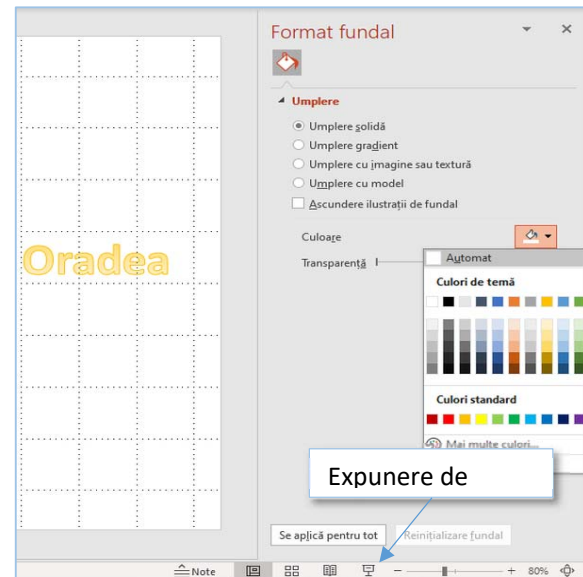 Format fundal
Umplere
Umplere solidă
Umplere gradient
Umplere cu imagine sau textură
Umplere cu model
Ascundere ilustrații de fundal
Oradea
Culoare
Transparență
Automat
Culori de temă
Culori standard
Mai multe culori...
Expunere de
Se aplică pentru tot
Reinițializare fundal
Note
80%